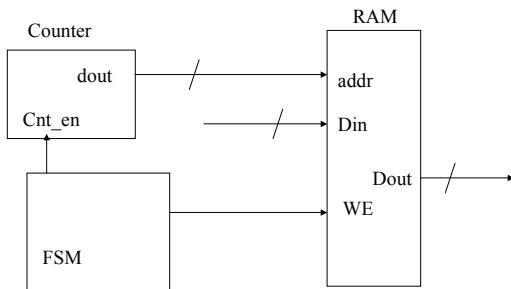 RAM
Counter
dout
addr
Cnt_en
Din
Dout
WE
FSM